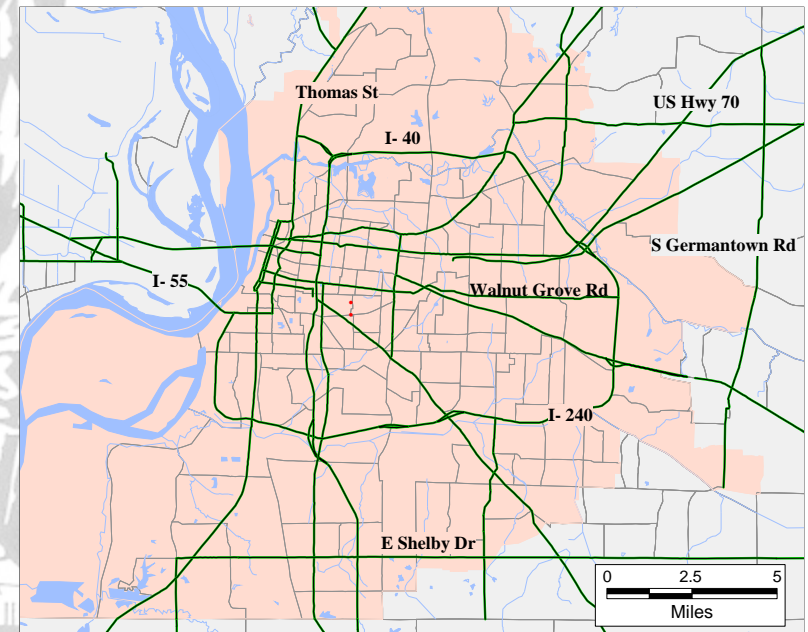 Thomas St
US Hwy 70
I- 40
S Germantown Rd
I- 55
Walnut Grove Rd
I- 240
E Shelby Dr
0 2.5 5
Miles